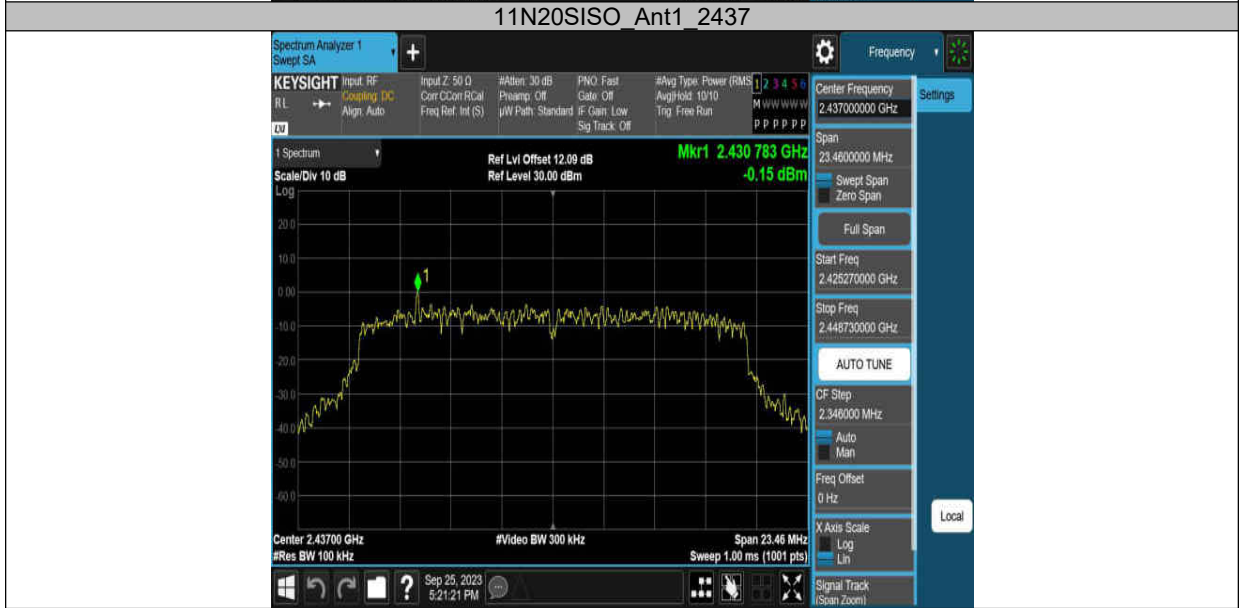 11N20SISO_Ant1_2437
Spectrum Analyzer 1
Swept SA
Frequency
KEYSIGHT
RL
LXI
Input: RF
Coupling: DC
Align: Auto
Input Z: 50 Ω
Corr CCorr RCal
Freq Ref: Int (S)
#Atten: 30 dB
Preamp: Off
µW Path: Standard
PNO: Fast
Gate: Off
IF Gain: Low
Sig Track: Off
#Avg Type: Power (RMS
Avg|Hold: 10/10
Trig: Free Run
1 2 3 4 5 6
M W W W W W
P P P P P P
1 Spectrum
Scale/Div 10 dB
Log
Ref Lvl Offset 12.09 dB
Ref Level 30.00 dBm
Mkr1 2.430 783 GHz
-0.15 dBm
20.0
10.0
0.00
-10.0
-20.0
-30.0
-40.0
-50.0
-60.0
1
Center 2.43700 GHz
#Res BW 100 kHz
#Video BW 300 kHz
Span 23.46 MHz
Sweep 1.00 ms (1001 pts)
Center Frequency
2.437000000 GHz
Settings
Span
23.4600000 MHz
Swept Span
Zero Span
Full Span
Start Freq
2.425270000 GHz
Stop Freq
2.448730000 GHz
AUTO TUNE
CF Step
2.346000 MHz
Auto
Man
Freq Offset
0 Hz
X Axis Scale
Log
Lin
Signal Track
(Span Zoom)
Local
?
Sep 25, 2023
5:21:21 PM